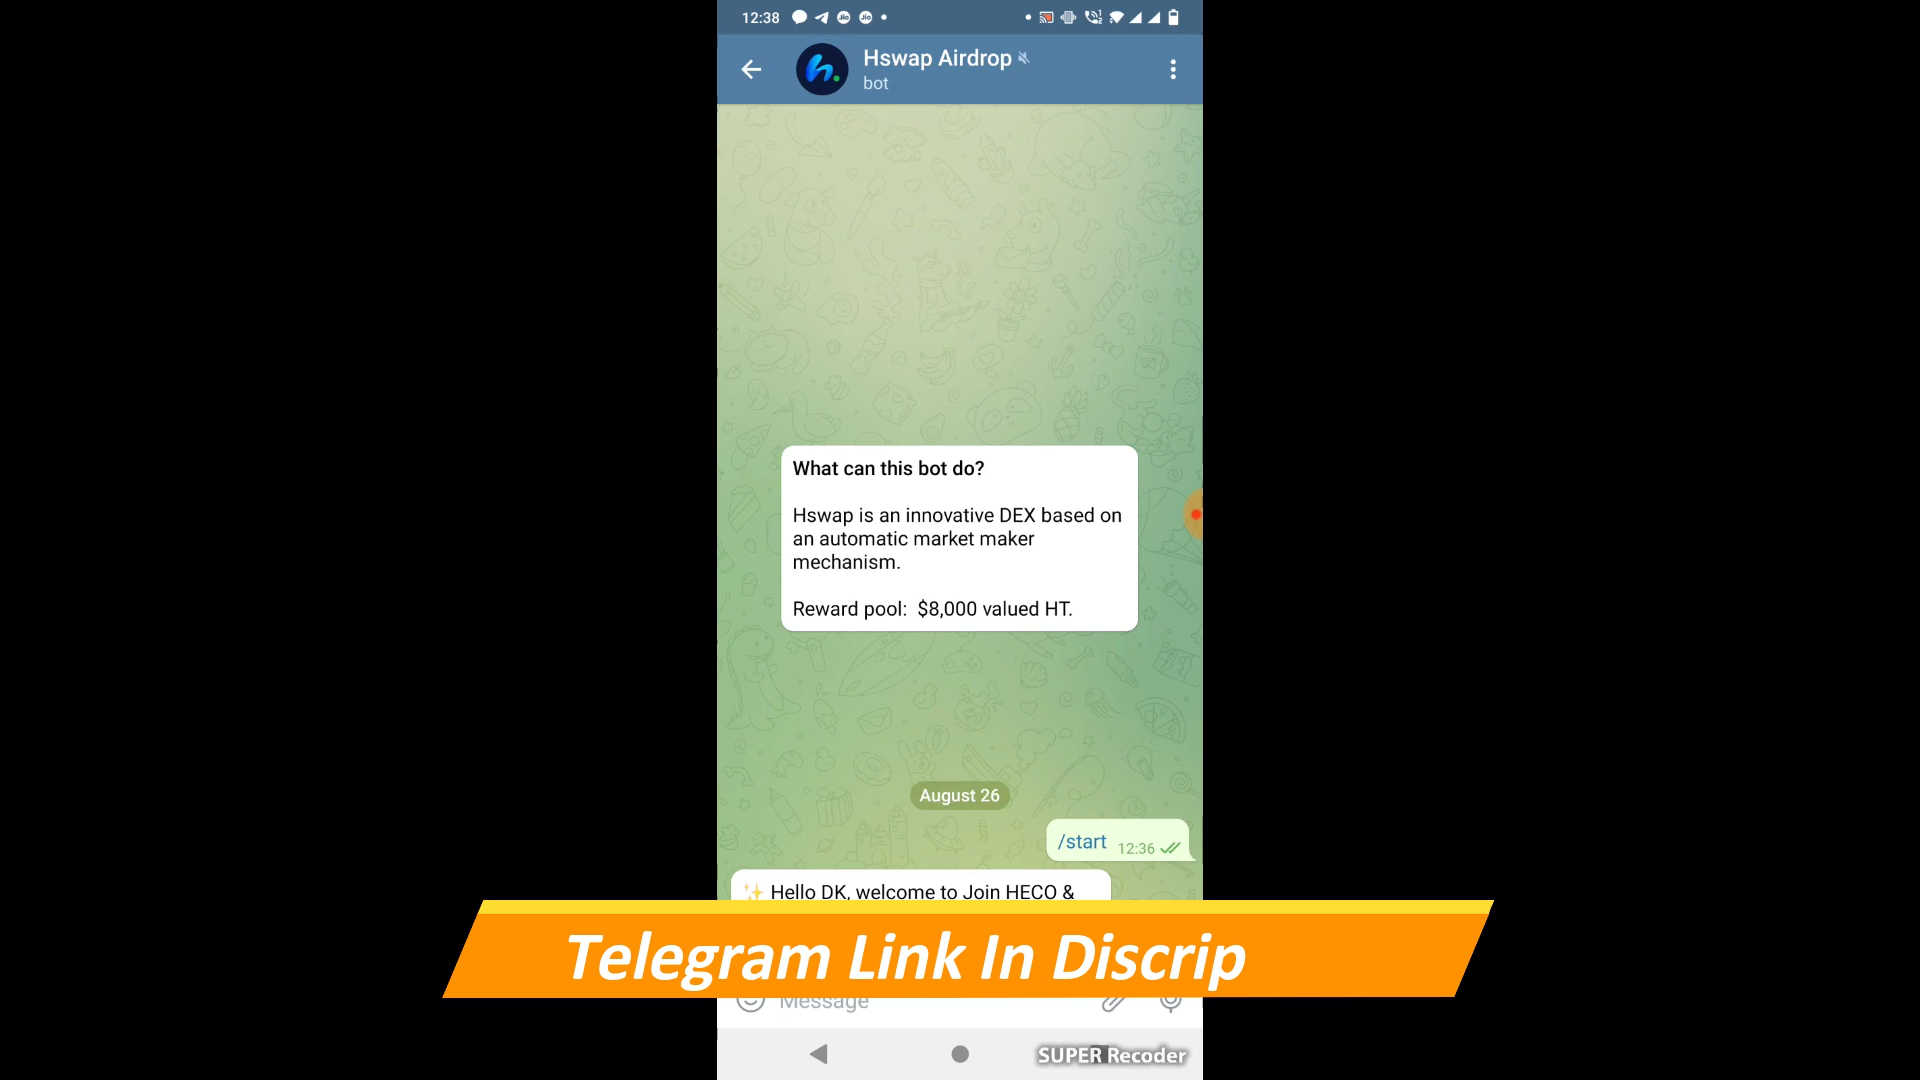 12:38
Hswap Airdrop
bot
What can this bot do?
Hswap is an innovative DEX based on
an automatic market maker
mechanism.
Reward pool:  $8,000 valued HT.
August 26
/start 12:36
✨ Hello DK, welcome to Join HECO &
Telegram Link In Discrip
Message
SUPER Recoder